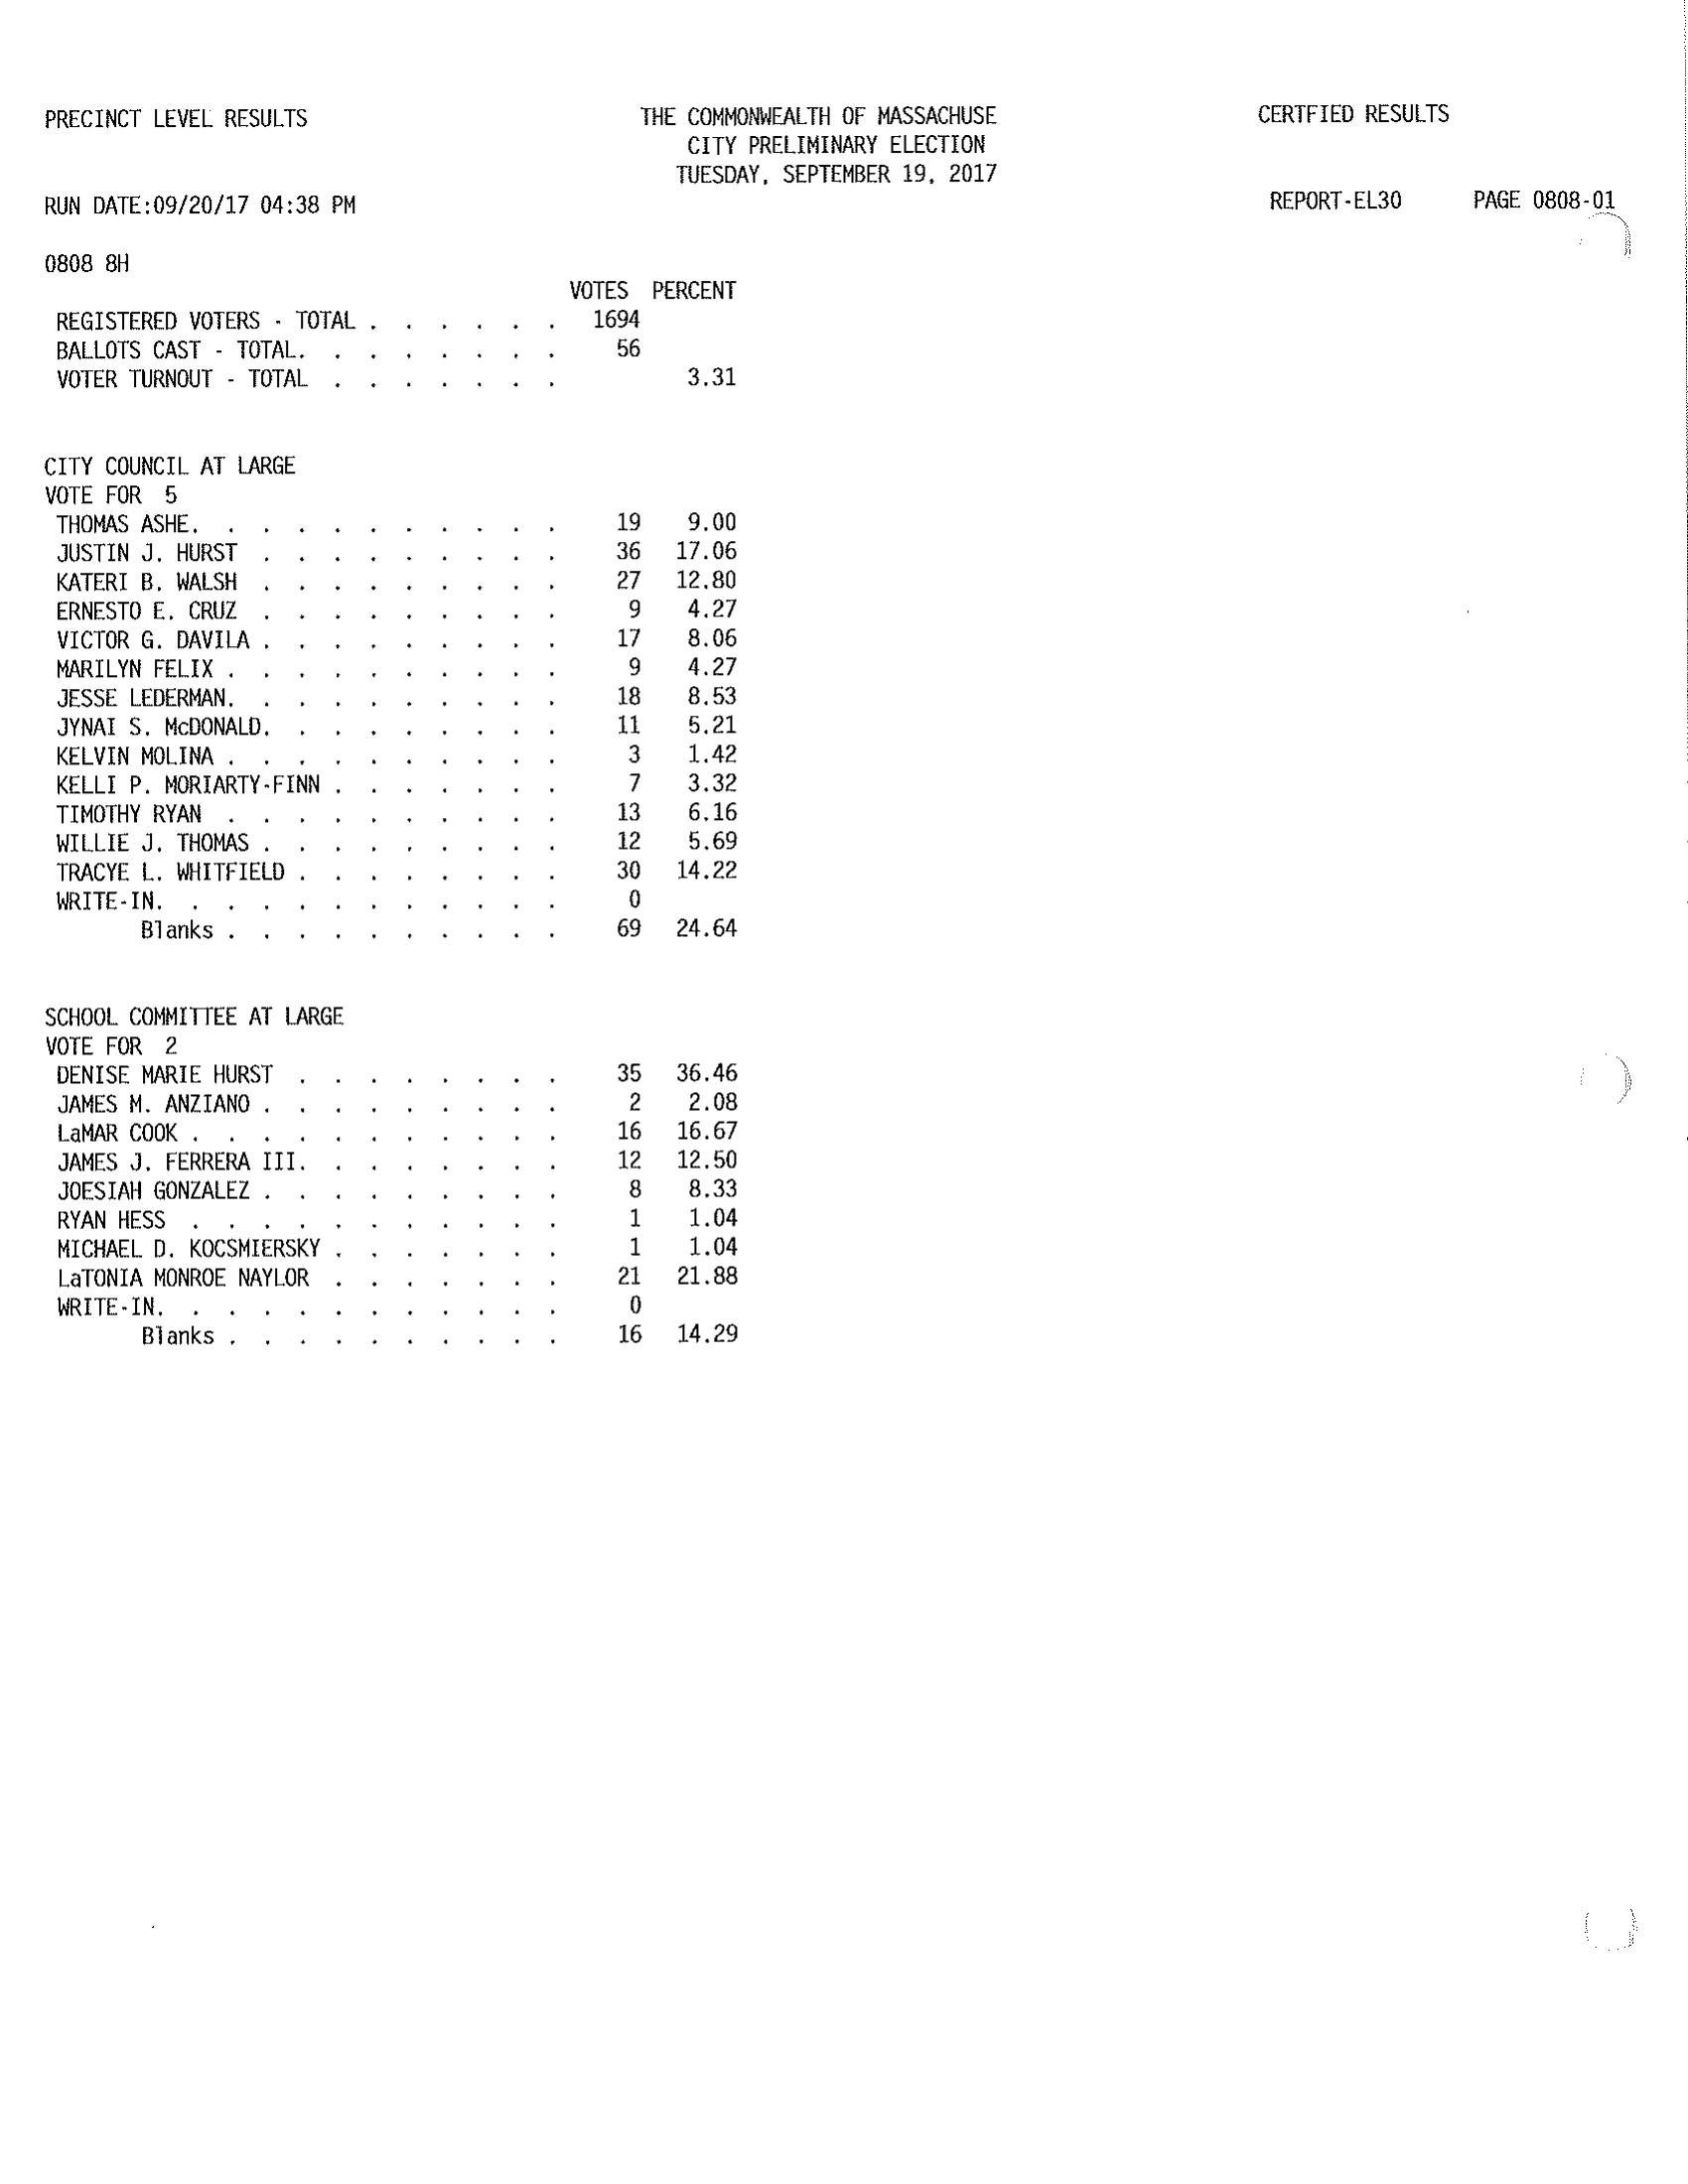 PRECINCT LEVEL RESULTS THE COMMONWEALTH OF MASSACHUSE CERTFIED RESULTS
CITY PRELIMINARY ELECTION
TUESDAY, SEPTEMBER 19, 2017
RUN DATE:09/20/17 04:38 PM REPORT-EL30 PAGE 0808-01
0808 8H
VOTES PERCENT
REGISTERED VOTERS - TOTAL . . . . . . 1694
BALLOTS CAST - TOTAL. . . . . . . . 56
VOTER TURNOUT - TOTAL . . . . . . . 3.31
CITY COUNCIL AT LARGE
VOTE FOR 5
THOMAS ASHE. . . . . . . . . . . 19 9.00
JUSTIN J. HURST . . . . . . . . . 36 17.06
KATERI B. WALSH . . . . . . . . . 27 12.80
ERNESTO E. CRUZ . . . . . . . . . 9 4.27
VICTOR G. DAVILA . . . . . . . . . 17 8.06
MARILYN FELIX . . . . . . . . . . 9 4.27
JESSE LEDERMAN. . . . . . . . . . 18 8.53
JYNAI S. McDONALD. . . . . . . . . 11 5.21
KELVIN MOLINA . . . . . . . . . . 3 1.42
KELLI P. MORIARTY-FINN . . . . . . . 7 3.32
TIMOTHY RYAN . . . . . . . . . . 13 6.16
WILLIE J. THOMAS . . . . . . . . . 12 5.69
TRACYE L. WHITFIELD . . . . . . . . 30 14.22
WRITE-IN. . . . . . . . . . . . 0
Blanks . . . . . . . . . . 69 24.64
SCHOOL COMMITTEE AT LARGE
VOTE FOR 2
DENISE MARIE HURST . . . . . . . . 35 36.46
JAMES M. ANZIANO . . . . . . . . . 2 2.08
LaMAR COOK . . . . . . . . . . . 16 16.67
JAMES J. FERRERA III. . . . . . . . 12 12.50
JOESIAH GONZALEZ . . . . . . . . . 8 8.33
RYAN HESS . . . . . . . . . . . 1 1.04
MICHAEL D. KOCSMIERSKY . . . . . . . 1 1.04
LaTONIA MONROE NAYLOR . . . . . . . 21 21.88
WRITE-IN. . . . . . . . . . . . 0
Blanks . . . . . . . . . . 16 14.29